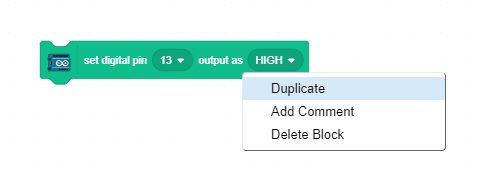 set digital pin 13 output as HIGH
Duplicate
Add Comment
Delete Block